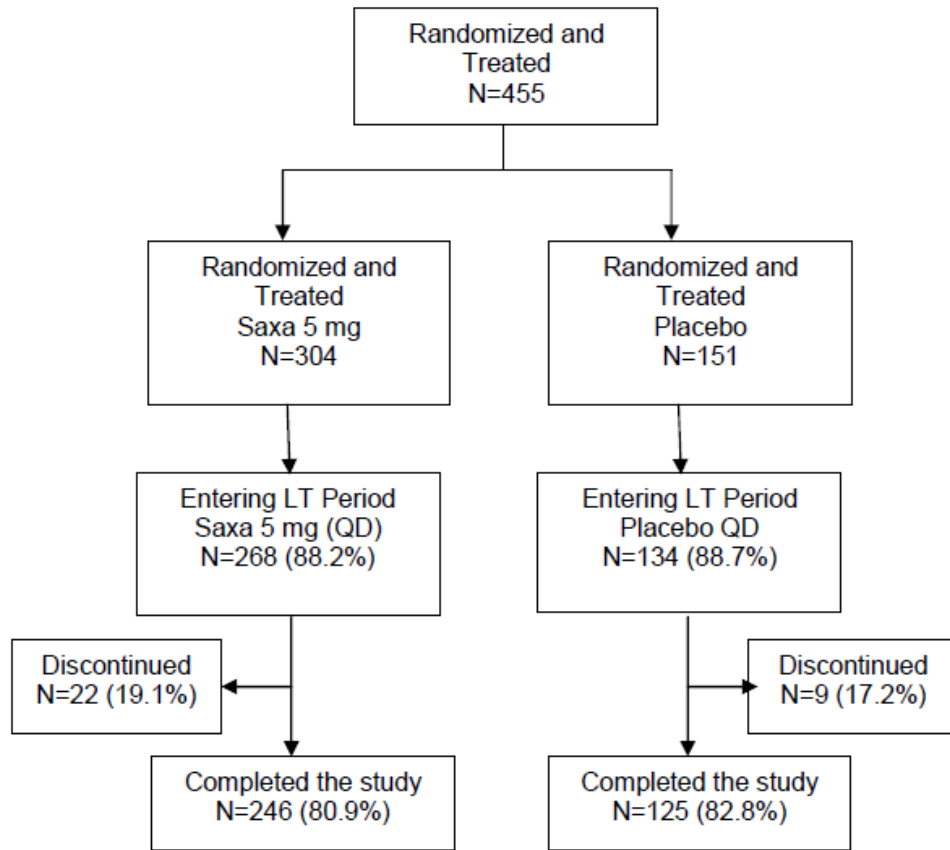 Randomized and
Treated
N=455
Randomized and
Treated
Saxa 5 mg
N=304
Randomized and
Treated
Placebo
N=151
Entering LT Period
Saxa 5 mg (QD)
N=268 (88.2%)
Entering LT Period
Placebo QD
N=134 (88.7%)
Discontinued
N=22 (19.1%)
Discontinued
N=9 (17.2%)
Completed the study
N=246 (80.9%)
Completed the study
N=125 (82.8%)